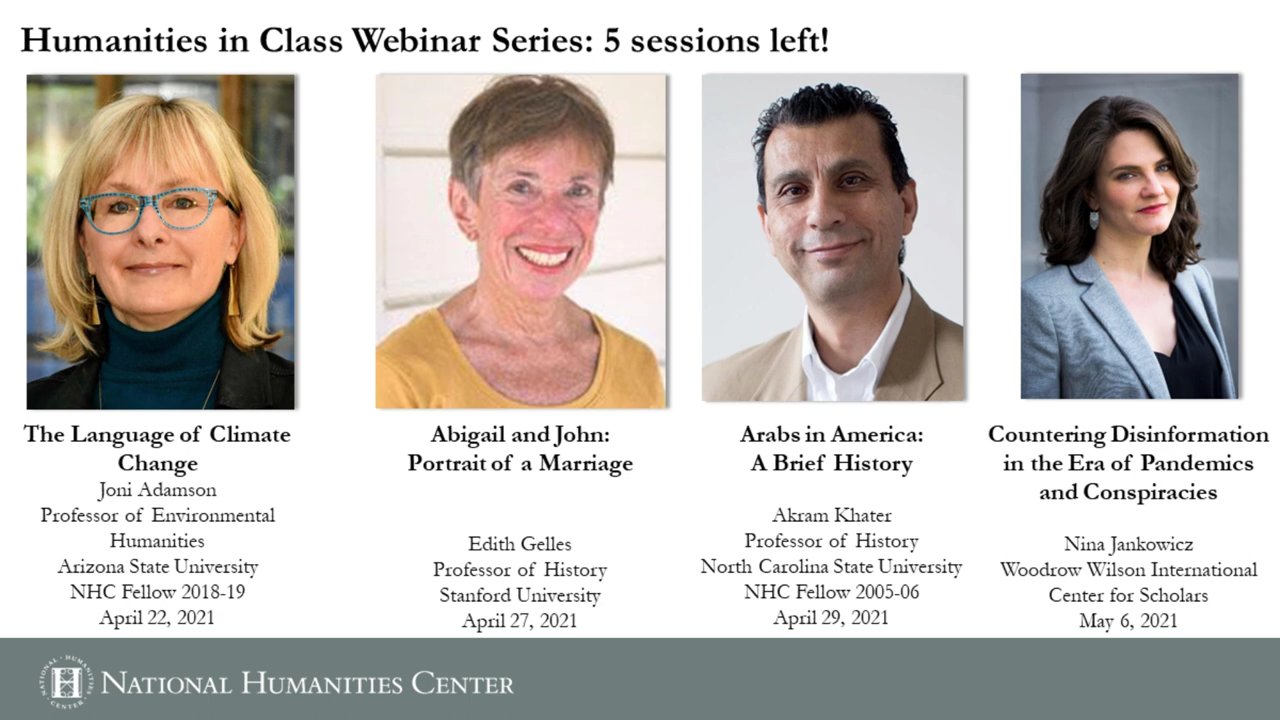 Humanities in Class Webinar Series: 5 sessions left!
The Language of Climate
Change
Joni Adamson
Professor of Environmental
Humanities
Arizona State University
NHC Fellow 2018-19
April 22, 2021
Abigail and John:
Portrait of a Marriage
Edith Gelles
Professor of History
Stanford University
April 27, 2021
Arabs in America:
A Brief History
Akram Khater
Professor of History
North Carolina State University
NHC Fellow 2005-06
April 29, 2021
Countering Disinformation
in the Era of Pandemics
and Conspiracies
Nina Jankowicz
Woodrow Wilson International
Center for Scholars
May 6, 2021
NATIONAL · HUMANITIES · CENTER ·
H
NATIONAL HUMANITIES CENTER